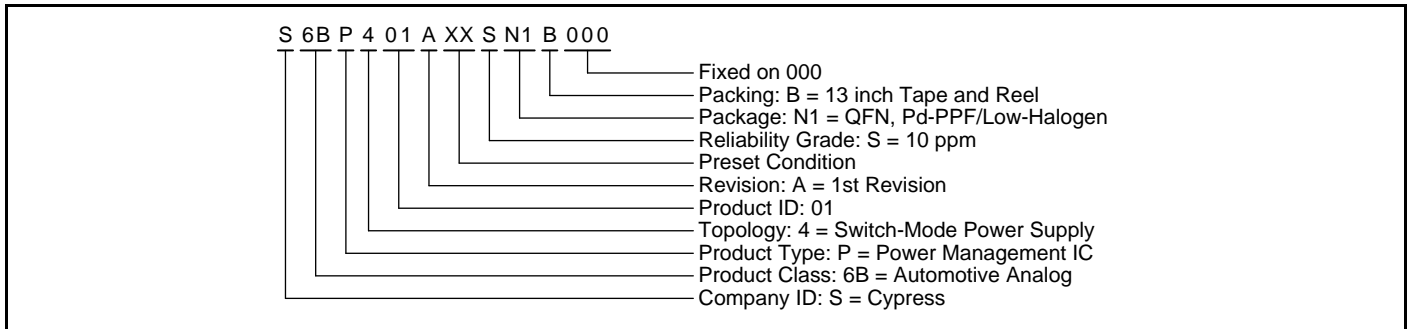 S 6B P 4 01 A XX S N1 B 000
Fixed on 000
Packing: B = 13 inch Tape and Reel
Package: N1 = QFN, Pd-PPF/Low-Halogen
Reliability Grade: S = 10 ppm
Preset Condition
Revision: A = 1st Revision
Product ID: 01
Topology: 4 = Switch-Mode Power Supply
Product Type: P = Power Management IC
Product Class: 6B = Automotive Analog
Company ID: S = Cypress